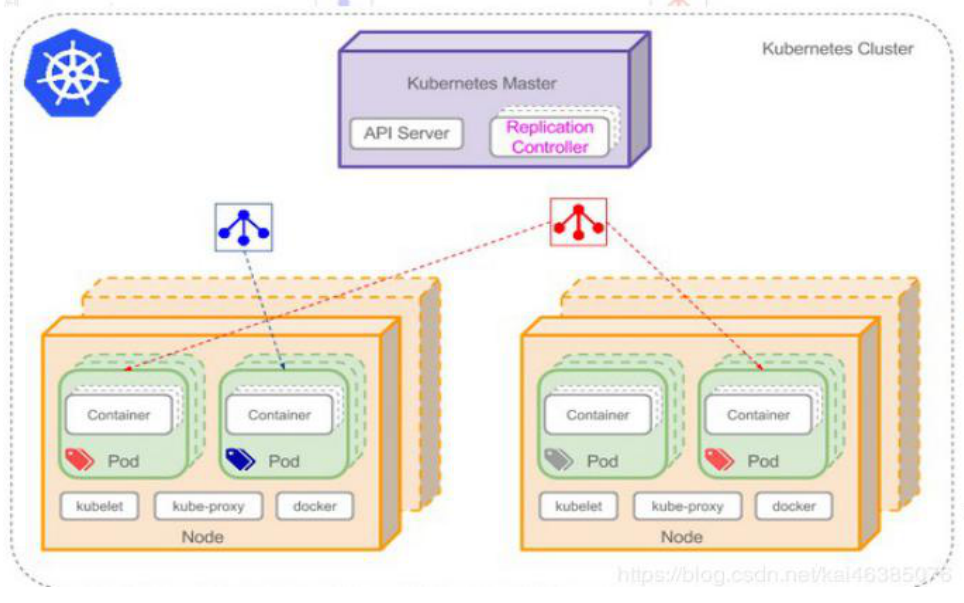 Kubernetes Cluster
Kubernetes Master
API Server
Replication
Controller
Container
Container
Container
Container
Pod
Pod
Pod
Pod
kubelet
kube-proxy
docker
kubelet
kube-proxy
docker
Node
Node
https://blog.csdn.net/kai46385076